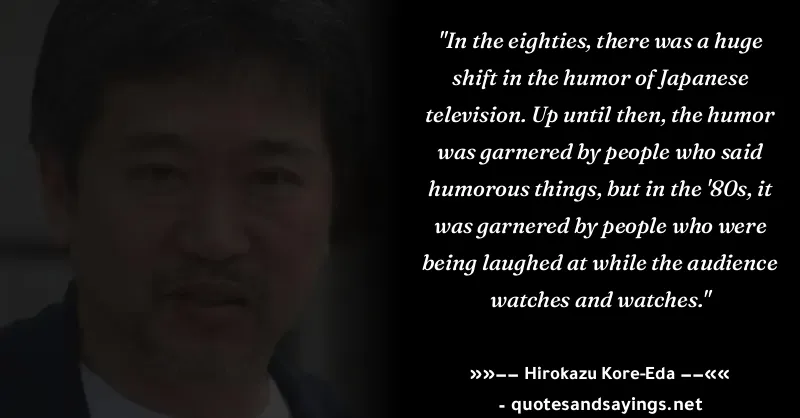 "In the eighties, there was a huge
shift in the humor of Japanese
television. Up until then, the humor
was garnered by people who said
humorous things, but in the '80s, it
was garnered by people who were
being laughed at while the audience
watches and watches."
»»−− Hirokazu Kore-Eda −−««
- quotesandsayings.net